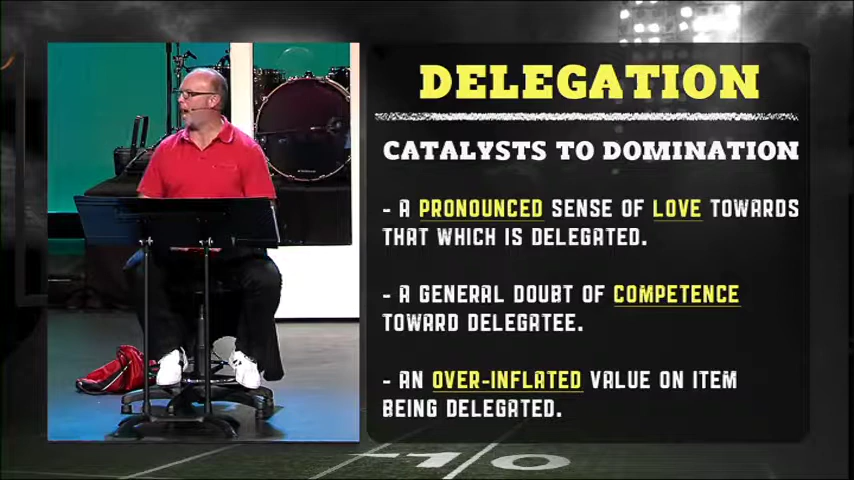 DELEGATION
CATALYSTS TO DOMINATION
- A PRONOUNCED SENSE OF LOVE TOWARDS
THAT WHICH IS DELEGATED.
- A GENERAL DOUBT OF COMPETENCE
TOWARD DELEGATEE.
- AN OVER-INFLATED VALUE ON ITEM
BEING DELEGATED.
-10